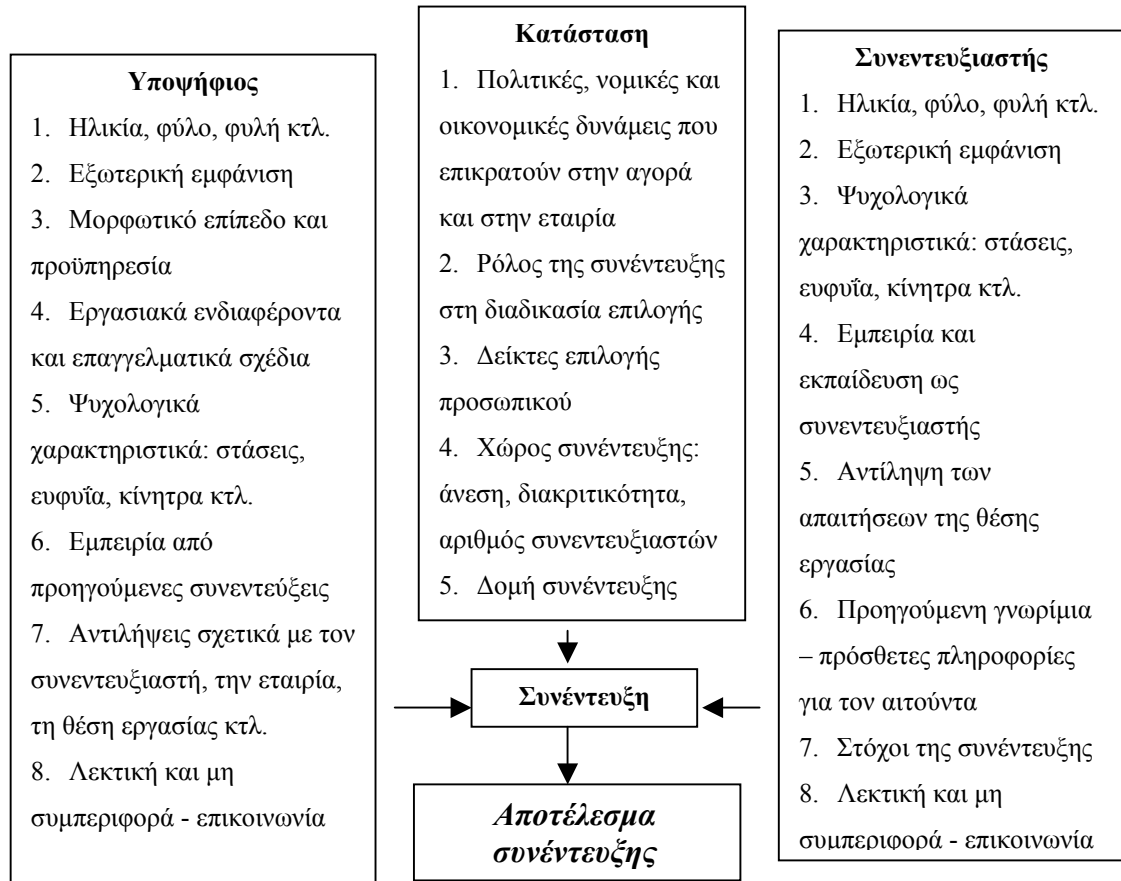 Υποψήφιος
1. Ηλικία, φύλο, φυλή κτλ.
2. Εξωτερική εμφάνιση
3. Μορφωτικό επίπεδο και
προϋπηρεσία
4. Εργασιακά ενδιαφέροντα
και επαγγελματικά σχέδια
5. Ψυχολογικά
χαρακτηριστικά: στάσεις,
ευφυΐα, κίνητρα κτλ.
6. Εμπειρία από
προηγούμενες συνεντεύξεις
7. Αντιλήψεις σχετικά με τον
συνεντευξιαστή, την εταιρία,
τη θέση εργασίας κτλ.
8. Λεκτική και μη
συμπεριφορά - επικοινωνία
Κατάσταση
1. Πολιτικές, νομικές και
οικονομικές δυνάμεις που
επικρατούν στην αγορά
και στην εταιρία
2. Ρόλος της συνέντευξης
στη διαδικασία επιλογής
3. Δείκτες επιλογής
προσωπικού
4. Χώρος συνέντευξης:
άνεση, διακριτικότητα,
αριθμός συνεντευξιαστών
5. Δομή συνέντευξης
Συνεντευξιαστής
1. Ηλικία, φύλο, φυλή κτλ.
2. Εξωτερική εμφάνιση
3. Ψυχολογικά
χαρακτηριστικά: στάσεις,
ευφυΐα, κίνητρα κτλ.
4. Εμπειρία και
εκπαίδευση ως
συνεντευξιαστής
5. Αντίληψη των
απαιτήσεων της θέσης
εργασίας
6. Προηγούμενη γνωρίμια
– πρόσθετες πληροφορίες
για τον αιτούντα
7. Στόχοι της συνέντευξης
8. Λεκτική και μη
συμπεριφορά - επικοινωνία
Συνέντευξη
Αποτέλεσμα
συνέντευξης